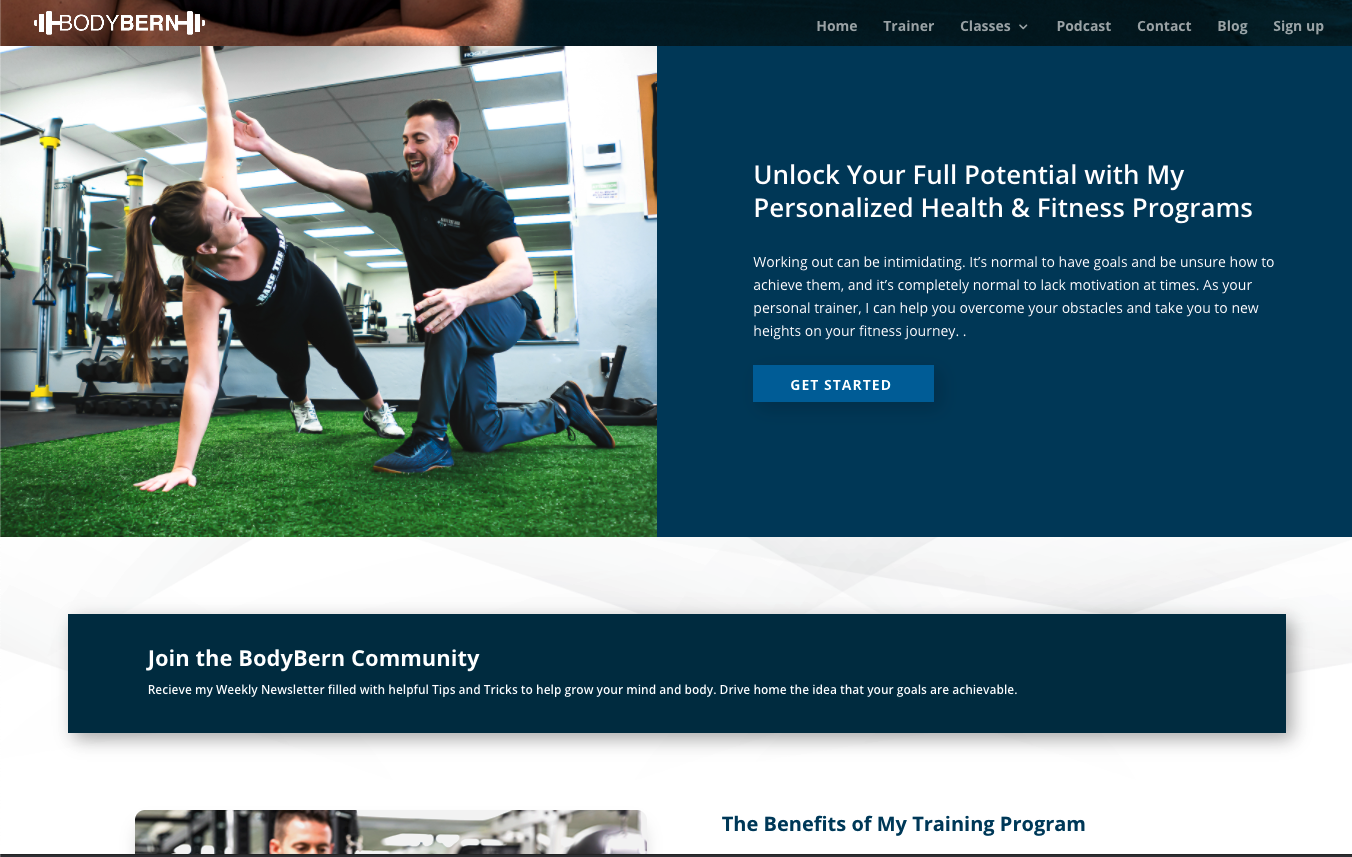 BODYBERN
Home Trainer Classes Podcast Contact Blog Sign up
Unlock Your Full Potential with My
Personalized Health & Fitness Programs
Working out can be intimidating. It’s normal to have goals and be unsure how to
achieve them, and it’s completely normal to lack motivation at times. As your
personal trainer, I can help you overcome your obstacles and take you to new
heights on your fitness journey. .
GET STARTED
Join the BodyBern Community
Recieve my Weekly Newsletter filled with helpful Tips and Tricks to help grow your mind and body. Drive home the idea that your goals are achievable.
The Benefits of My Training Program